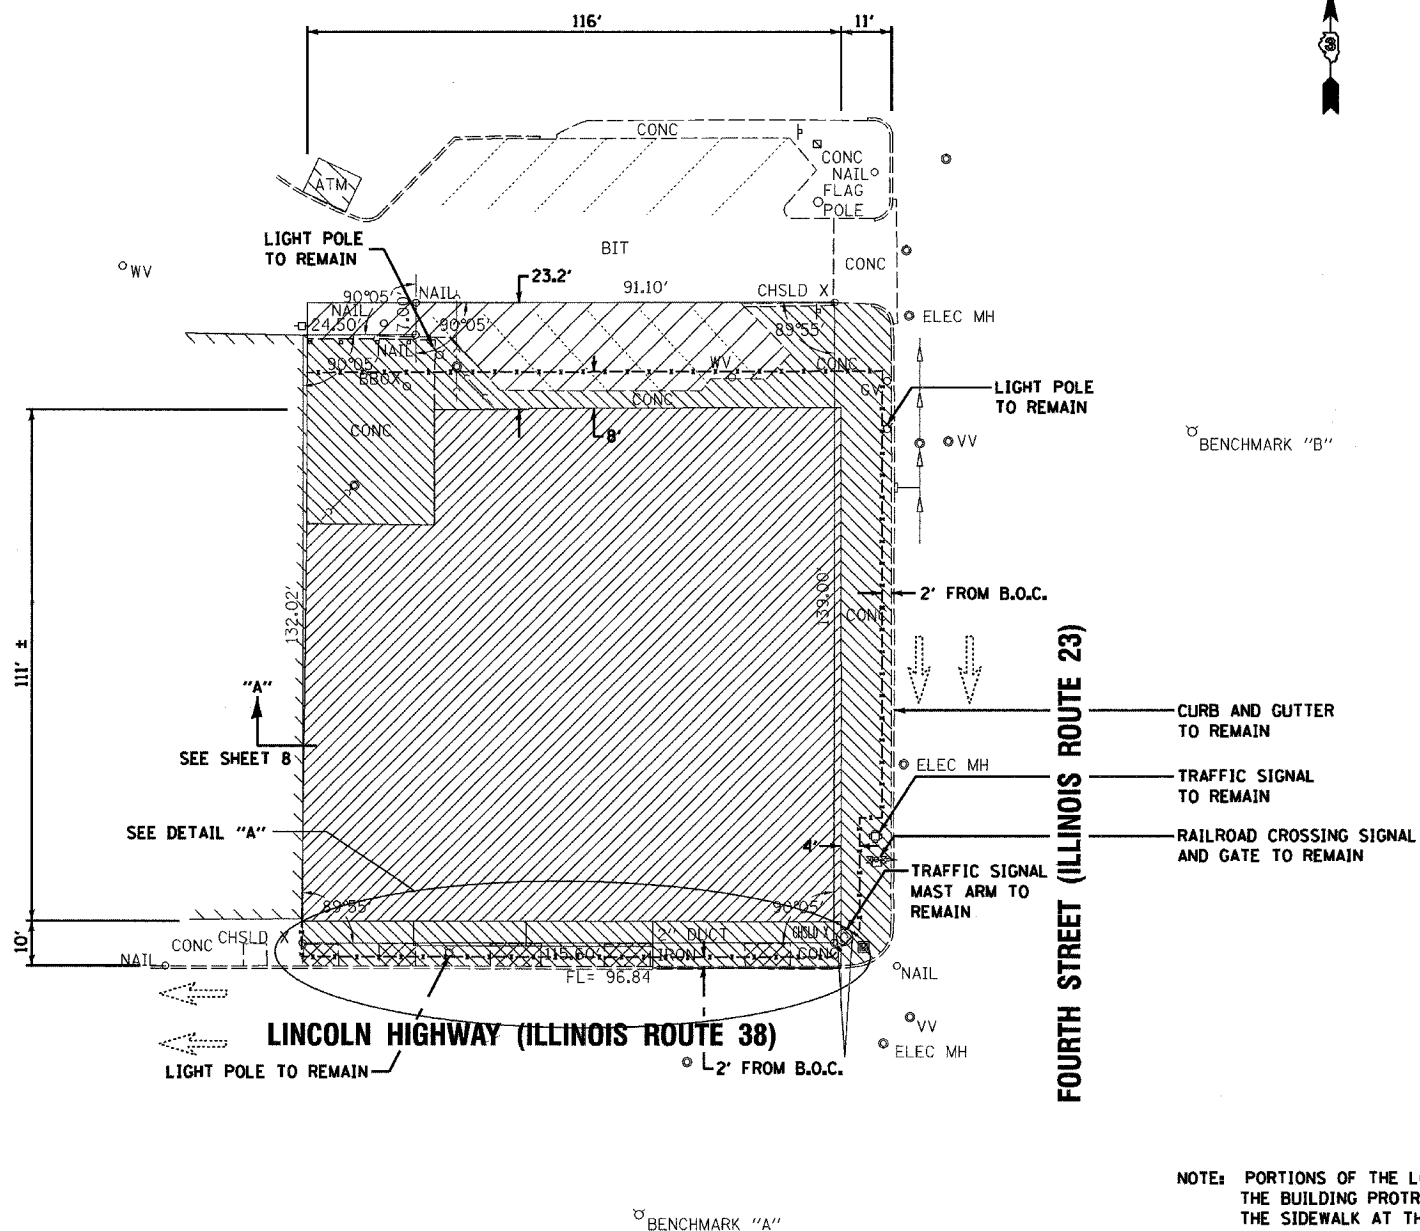 116'
11'
CONC
CONC
NAIL
FLAG
POLE
ATM
LIGHT POLE
TO REMAIN
BIT
CONC
WV
23.2'
91.10'
CHSLD X
90°05'
NAIL
NAIL
24.50'
7.00'
90°05'
89°55'
ELEC MH
NAIL
90°05'
BBOX
WV
CONC
CONC
GV
LIGHT POLE
TO REMAIN
CONC
8'
VV
BENCHMARK "B"
132.02'
139.00'
2' FROM B.O.C.
CONC
111' ±
"A"
SEE SHEET 8
FOURTH STREET (ILLINOIS ROUTE 23)
CURB AND GUTTER
TO REMAIN
ELEC MH
TRAFFIC SIGNAL
TO REMAIN
SEE DETAIL "A"
4'
RAILROAD CROSSING SIGNAL
AND GATE TO REMAIN
TRAFFIC SIGNAL
MAST ARM TO
REMAIN
89°55'
90°05'
10'
CONC
CHSLD X
2" DUCT
CHSLD X
NAIL
115.60'
IRON
CONC
FL= 96.84
NAIL
LINCOLN HIGHWAY (ILLINOIS ROUTE 38)
VV
ELEC MH
LIGHT POLE TO REMAIN
2' FROM B.O.C.
NOTE: PORTIONS OF THE
THE BUILDING
THE SIDEWALK AT
BENCHMARK "A"